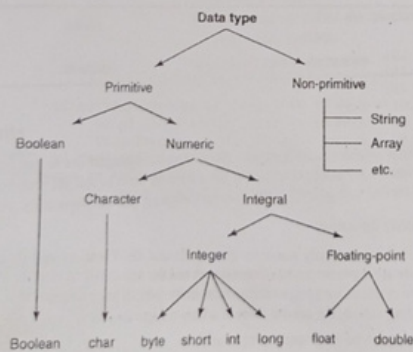 Data type
Primitive Non-primitive
String
Boolean Numeric Array
etc.
Character Integral
Integer Floating-point
Boolean char byte short int long float double